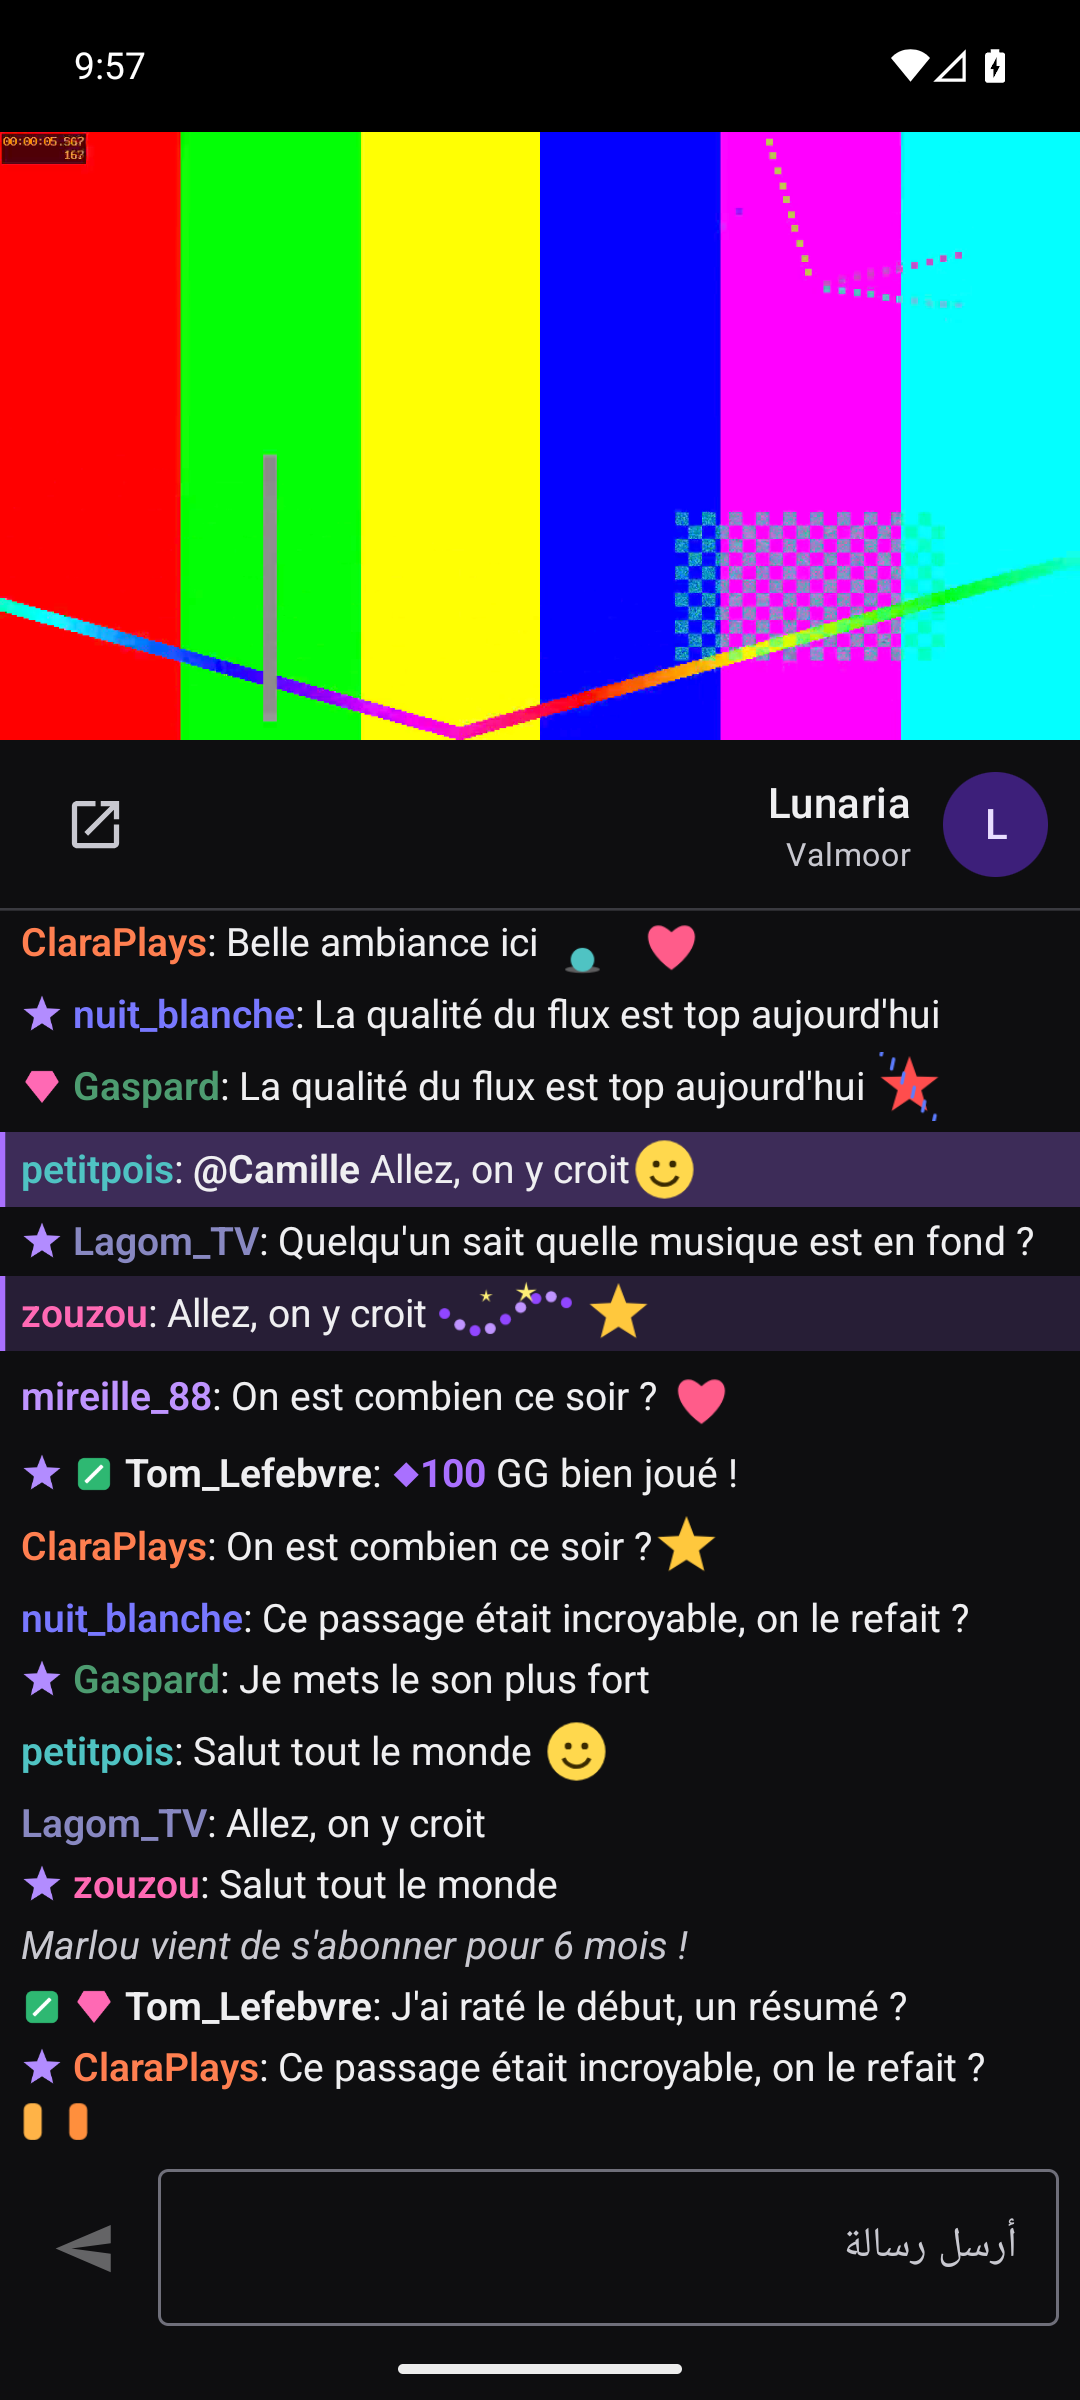 9:57
00:00:05.567
167
Lunaria
Valmoor
L
ClaraPlays: Belle ambiance ici
nuit_blanche: La qualité du flux est top aujourd'hui
Gaspard: La qualité du flux est top aujourd'hui
petitpois: @Camille Allez, on y croit
Lagom_TV: Quelqu'un sait quelle musique est en fond ?
zouzou: Allez, on y croit
mireille_88: On est combien ce soir ?
Tom_Lefebvre: 100 GG bien joué !
ClaraPlays: On est combien ce soir ?
nuit_blanche: Ce passage était incroyable, on le refait ?
Gaspard: Je mets le son plus fort
petitpois: Salut tout le monde
Lagom_TV: Allez, on y croit
zouzou: Salut tout le monde
Marlou vient de s'abonner pour 6 mois !
Tom_Lefebvre: J'ai raté le début, un résumé ?
ClaraPlays: Ce passage était incroyable, on le refait ?
أرسل رسالة